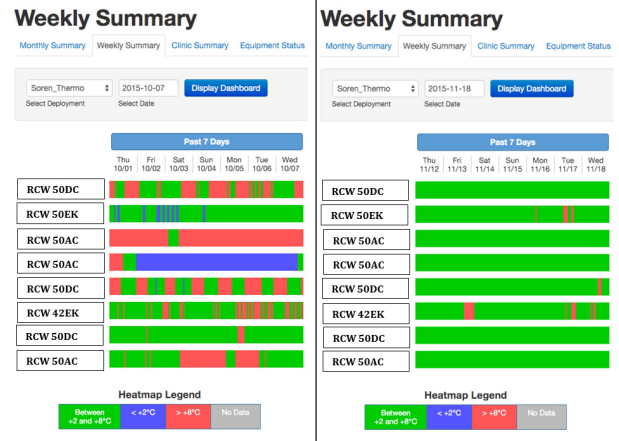 Weekly Summary
Monthly Summary Weekly Summary Clinic Summary Equipment Status
Soren_Thermo 2015-10-07 Display Dashboard
Select Deployment Select Date
Past 7 Days
Thu Fri Sat Sun Mon Tue Wed
10/01 10/02 10/03 10/04 10/05 10/06 10/07
RCW 50DC
RCW 50EK
RCW 50AC
RCW 50AC
RCW 50DC
RCW 42EK
RCW 50DC
RCW 50AC
Heatmap Legend
Between +2 and +8°C < +2°C > +8°C No Data
Weekly Summary
Monthly Summary Weekly Summary Clinic Summary Equipment Status
Soren_Thermo 2015-11-18 Display Dashboard
Select Deployment Select Date
Past 7 Days
Thu Fri Sat Sun Mon Tue Wed
11/12 11/13 11/14 11/15 11/16 11/17 11/18
RCW 50DC
RCW 50EK
RCW 50AC
RCW 50AC
RCW 50DC
RCW 42EK
RCW 50DC
RCW 50AC
Heatmap Legend
Between +2 and +8°C < +2°C > +8°C No Data